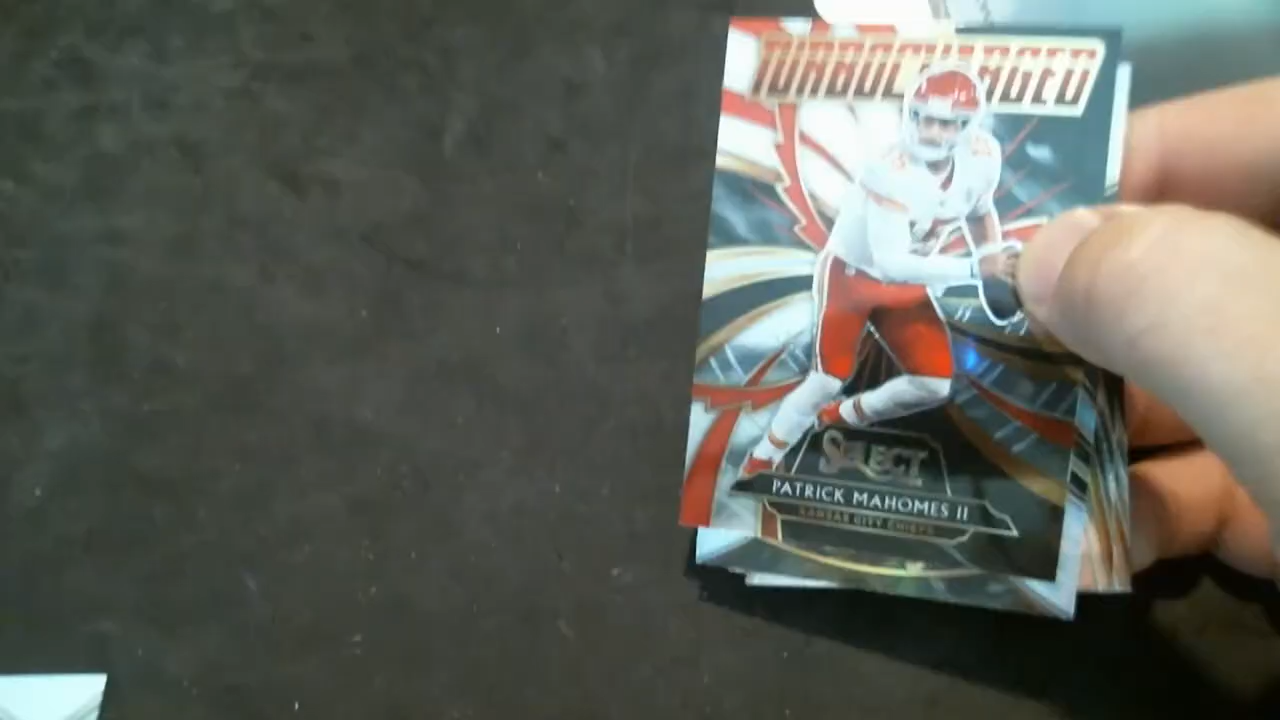 TURBOCHARGED
SELECT
PATRICK MAHOMES II
KANSAS CITY CHIEFS